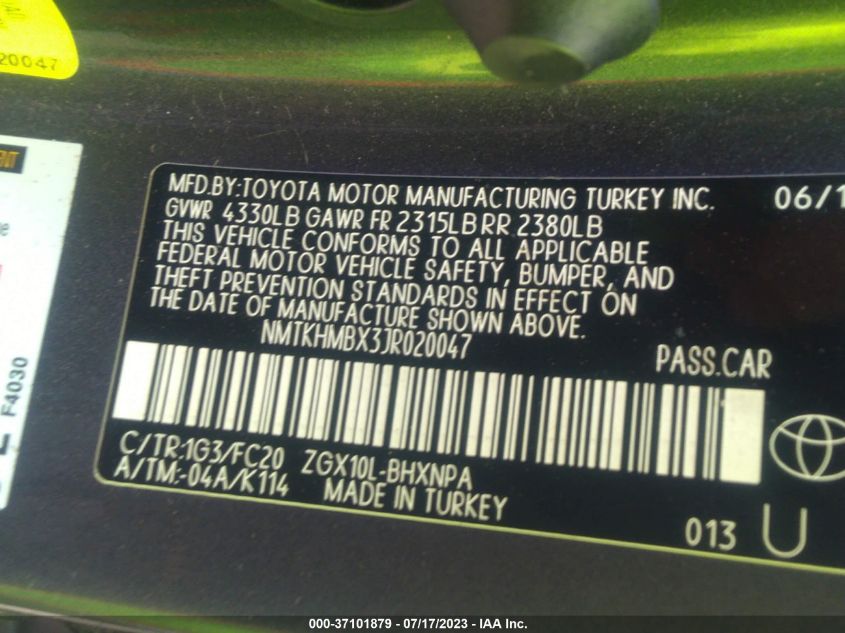 20047
MFD.BY:TOYOTA MOTOR MANUFACTURING TURKEY INC. 06/1
GVWR 4330LB GAWR FR 2315LB RR 2380LB
THIS VEHICLE CONFORMS TO ALL APPLICABLE
FEDERAL MOTOR VEHICLE SAFETY, BUMPER, AND
THEFT PREVENTION STANDARDS IN EFFECT ON
THE DATE OF MANUFACTURE SHOWN ABOVE.
NMTKHMBX3JR020047
PASS.CAR
F4030
C/TR:1G3/FC20 ZGX10L-BHXNPA
A/TM:-04A/K114 MADE IN TURKEY
013 U
000-37101879 - 07/17/2023 - IAA Inc.